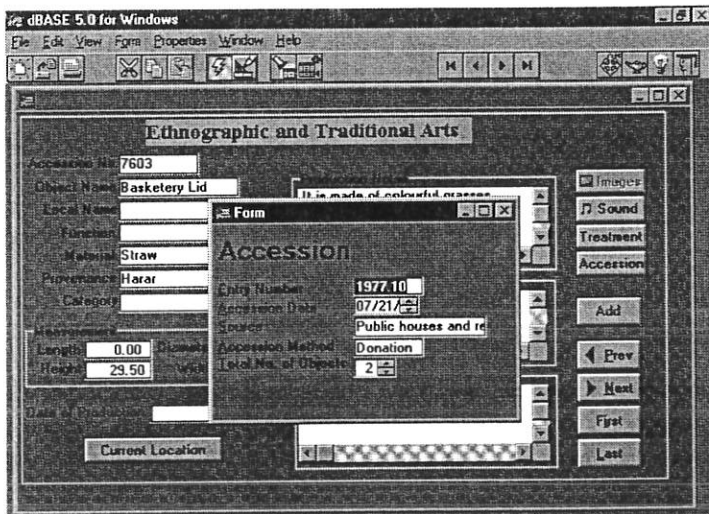 dBASE 5.0 for Windows
File Edit View Form Properties Window Help
Ethnographic and Traditional Arts
Accession No. 7603
Object Name Basketery Lid
It is made of colourful grasses
Images
Local Name
Sound
Function
Treatment
Material Straw
Accession
Provenance Harar
Category
Add
Length 0.00
Height 29.50
Prev
Next
Date of
First
Current Location
Last
Form
Accession
Entry Number 1977.10
Accession Date 07/21/
Source Public houses and re
Accession Method Donation
Total No. of Objects 2